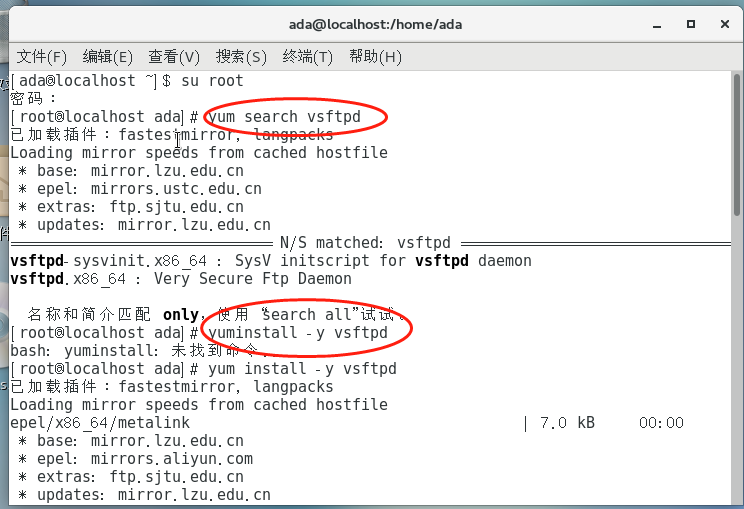 ada@localhost:/home/ada
文件(F) 编辑(E) 查看(V) 搜索(S) 终端(T) 帮助(H)
[ada@localhost ~]$ su root
密码：
[root@localhost ada]# yum search vsftpd
已加载插件：fastestmirror, langpacks
Loading mirror speeds from cached hostfile
 * base: mirror.lzu.edu.cn
 * epel: mirrors.ustc.edu.cn
 * extras: ftp.sjtu.edu.cn
 * updates: mirror.lzu.edu.cn
============================= N/S matched: vsftpd ==============================
vsftpd-sysvinit.x86_64 : SysV initscript for vsftpd daemon
vsftpd.x86_64 : Very Secure Ftp Daemon
  名称和简介匹配 only，使用“search all”试试。
[root@localhost ada]# yuminstall -y vsftpd
bash: yuminstall: 未找到命令.
[root@localhost ada]# yum install -y vsftpd
已加载插件：fastestmirror, langpacks
Loading mirror speeds from cached hostfile
epel/x86_64/metalink | 7.0 kB 00:00
 * base: mirror.lzu.edu.cn
 * epel: mirrors.aliyun.com
 * extras: ftp.sjtu.edu.cn
 * updates: mirror.lzu.edu.cn